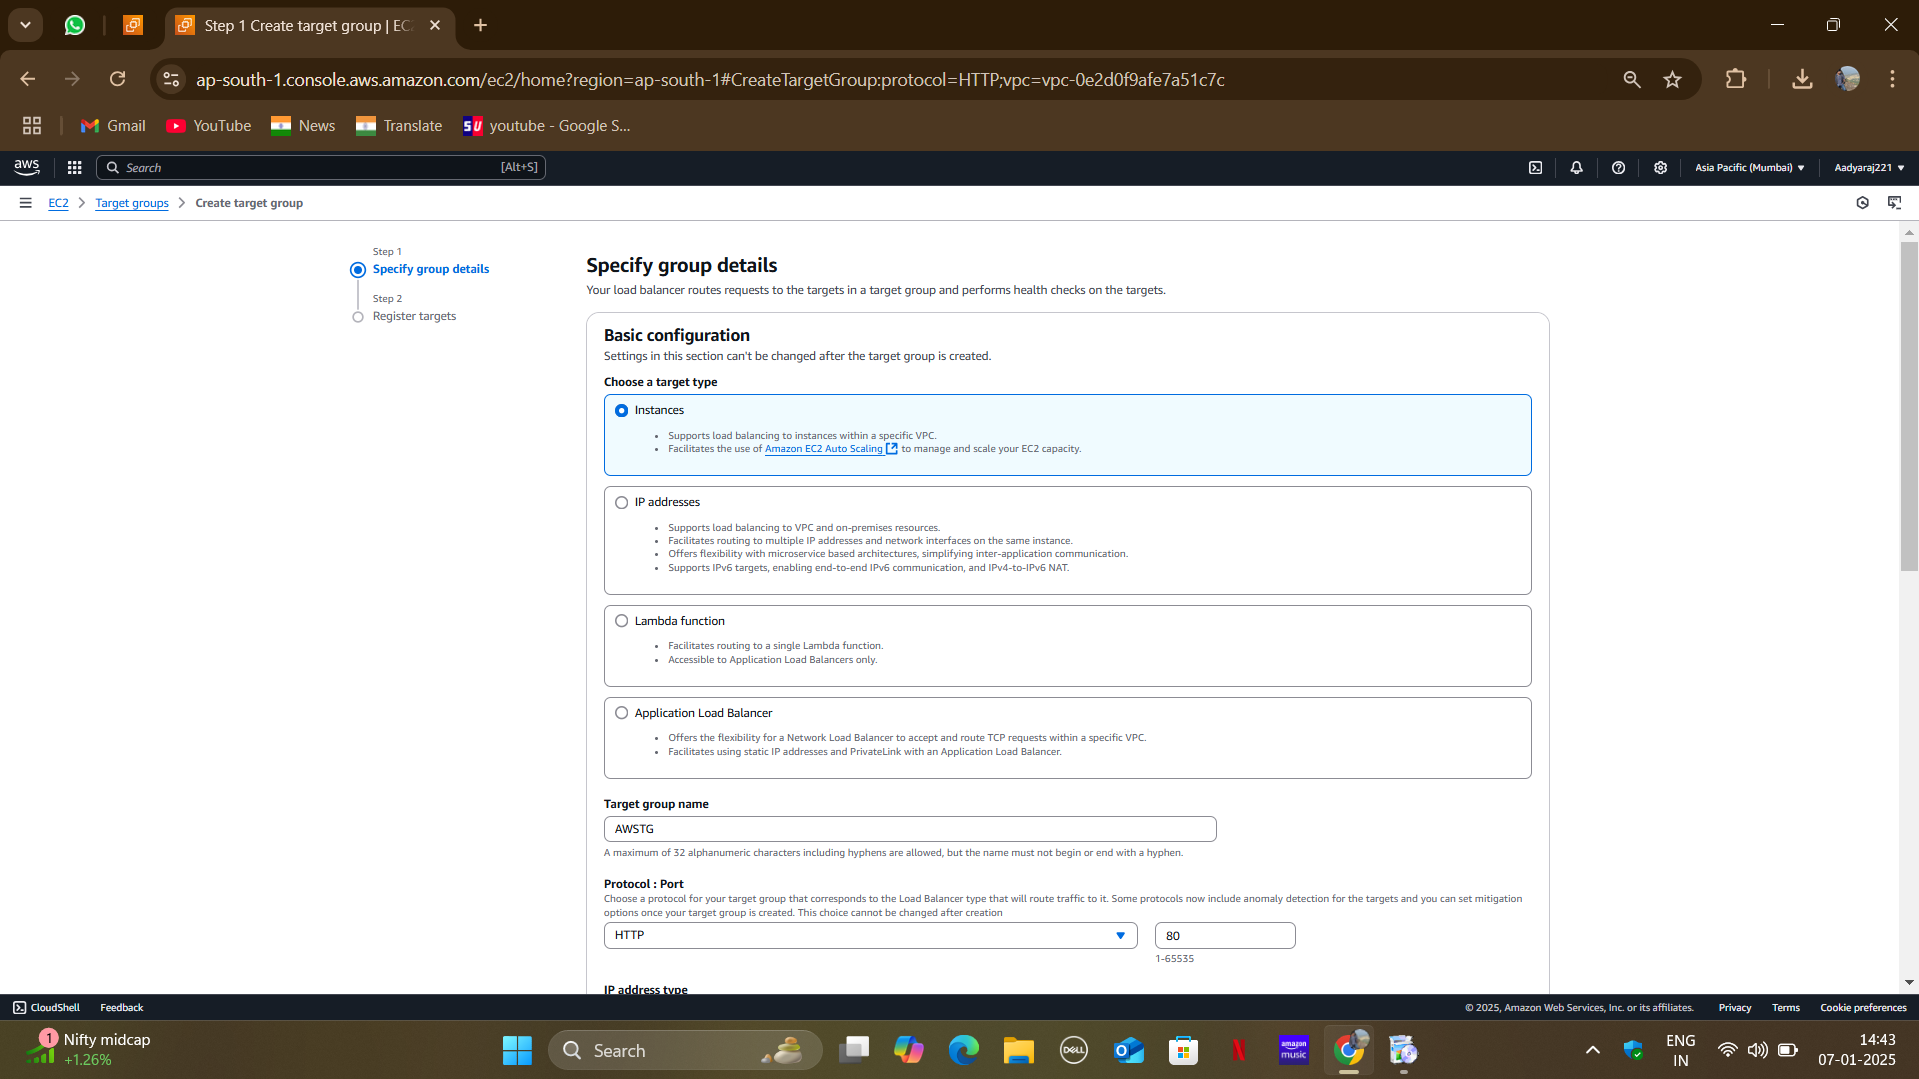 Step 1 Create target group | EC
ap-south-1.console.aws.amazon.com/ec2/home?region=ap-south-1#CreateTargetGroup:protocol=HTTP;vpc=vpc-0e2d0f9afe7a51c7c
Gmail
YouTube
News
Translate
SU
youtube - Google S...
aws
Search
[Alt+S]
Asia Pacific (Mumbai)
Aadyaraj221
EC2
Target groups
Create target group
Step 1
Specify group details
Step 2
Register targets
Specify group details
Your load balancer routes requests to the targets in a target group and performs health checks on the targets.
Basic configuration
Settings in this section can't be changed after the target group is created.
Choose a target type
Instances
Supports load balancing to instances within a specific VPC.
Facilitates the use of Amazon EC2 Auto Scaling to manage and scale your EC2 capacity.
IP addresses
Supports load balancing to VPC and on-premises resources.
Facilitates routing to multiple IP addresses and network interfaces on the same instance.
Offers flexibility with microservice based architectures, simplifying inter-application communication.
Supports IPv6 targets, enabling end-to-end IPv6 communication, and IPv4-to-IPv6 NAT.
Lambda function
Facilitates routing to a single Lambda function.
Accessible to Application Load Balancers only.
Application Load Balancer
Offers the flexibility for a Network Load Balancer to accept and route TCP requests within a specific VPC.
Facilitates using static IP addresses and PrivateLink with an Application Load Balancer.
Target group name
AWSTG
A maximum of 32 alphanumeric characters including hyphens are allowed, but the name must not begin or end with a hyphen.
Protocol : Port
Choose a protocol for your target group that corresponds to the Load Balancer type that will route traffic to it. Some protocols now include anomaly detection for the targets and you can set mitigation
options once your target group is created. This choice cannot be changed after creation
HTTP
80
1-65535
IP address type
CloudShell
Feedback
© 2025, Amazon Web Services, Inc. or its affiliates.
Privacy
Terms
Cookie preferences
1
Nifty midcap
+1.26%
Search
DELL
amazon
music
ENG
IN
14:43
07-01-2025